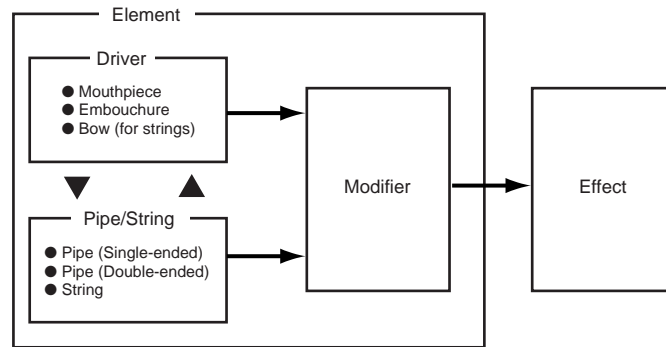 Element
Driver
● Mouthpiece
● Embouchure
● Bow (for strings)
Pipe/String
● Pipe (Single-ended)
● Pipe (Double-ended)
● String
Modifier
Effect